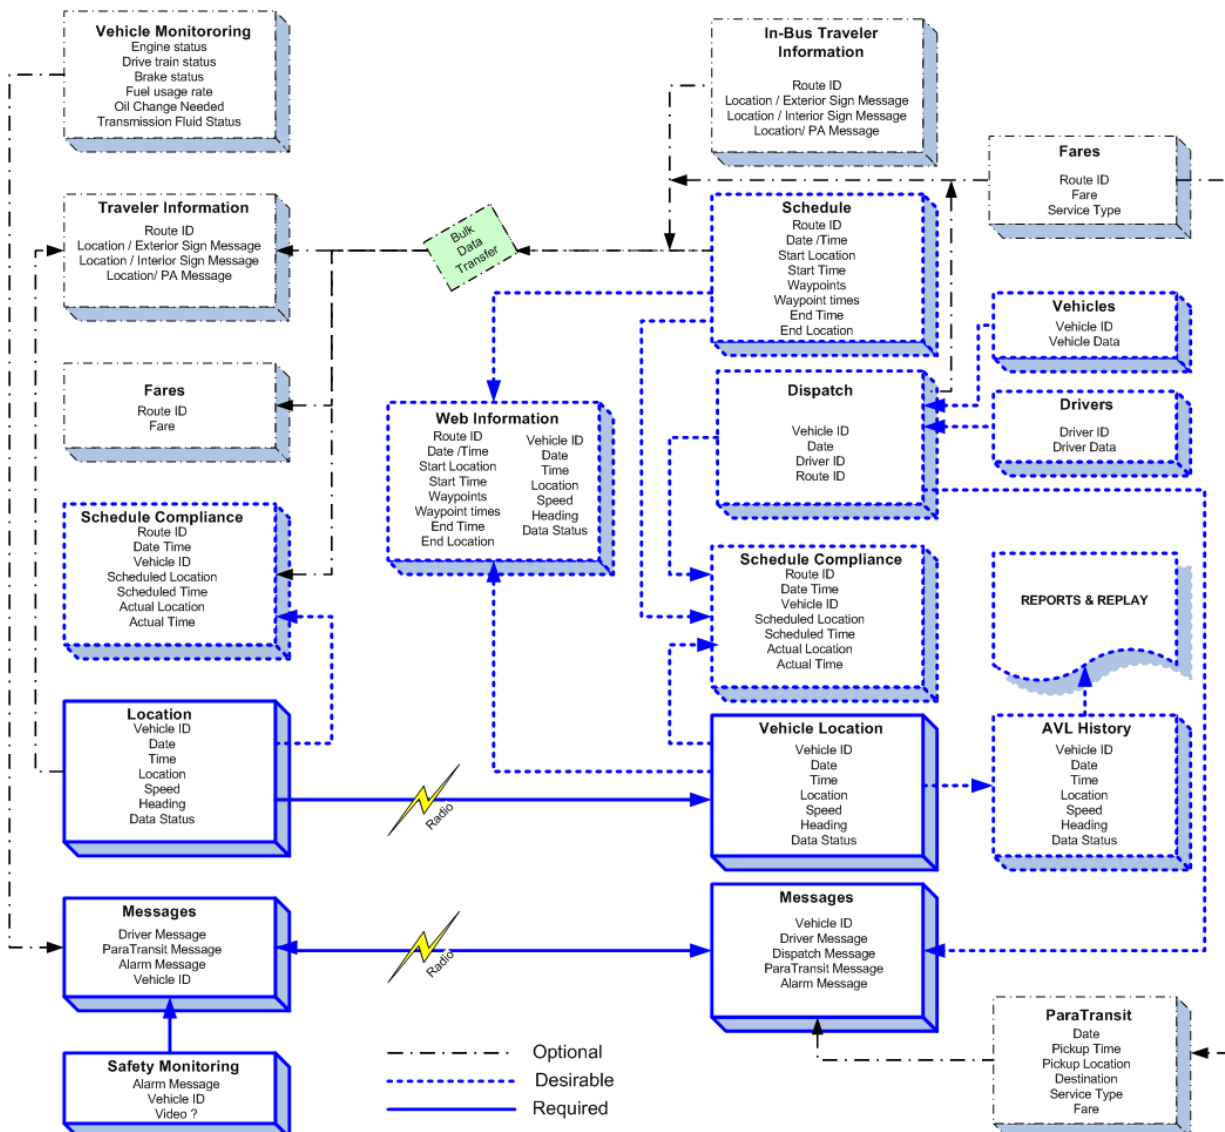 Vehicle Monitororing
Engine status
Drive train status
Brake status
Fuel usage rate
Oil Change Needed
Transmission Fluid Status
In-Bus Traveler
Information
Route ID
Location / Exterior Sign Message
Location / Interior Sign Message
Location/ PA Message
Fares
Route ID
Fare
Service Type
Traveler Information
Route ID
Location / Exterior Sign Message
Location / Interior Sign Message
Location/ PA Message
Bulk
Data
Transfer
Schedule
Route ID
Date /Time
Start Location
Start Time
Waypoints
Waypoint times
End Time
End Location
Vehicles
Vehicle ID
Vehicle Data
Fares
Route ID
Fare
Web Information
Route ID
Date /Time
Start Location
Start Time
Waypoints
Waypoint times
End Time
End Location
Vehicle ID
Date
Time
Location
Speed
Heading
Data Status
Dispatch
Vehicle ID
Date
Driver ID
Route ID
Drivers
Driver ID
Driver Data
Schedule Compliance
Route ID
Date Time
Vehicle ID
Scheduled Location
Scheduled Time
Actual Location
Actual Time
Schedule Compliance
Route ID
Date Time
Vehicle ID
Scheduled Location
Scheduled Time
Actual Location
Actual Time
REPORTS & REPLAY
Location
Vehicle ID
Date
Time
Location
Speed
Heading
Data Status
Radio
Vehicle Location
Vehicle ID
Date
Time
Location
Speed
Heading
Data Status
AVL History
Vehicle ID
Date
Time
Location
Speed
Heading
Data Status
Messages
Driver Message
ParaTransit Message
Alarm Message
Vehicle ID
Radio
Messages
Vehicle ID
Driver Message
Dispatch Message
ParaTransit Message
Alarm Message
Safety Monitoring
Alarm Message
Vehicle ID
Video ?
Optional
Desirable
Required
ParaTransit
Date
Pickup Time
Pickup Location
Destination
Service Type
Fare